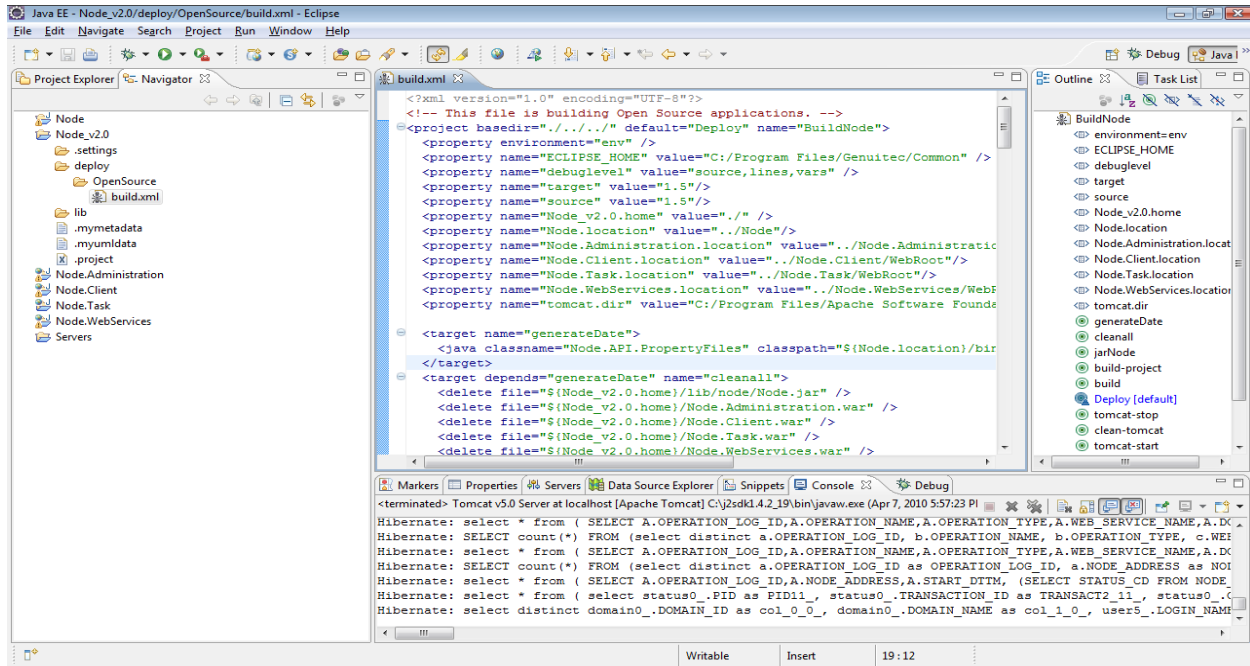 Java EE - Node_v2.0/deploy/OpenSource/build.xml - Eclipse
File Edit Navigate Search Project Run Window Help
Debug Java
Project Explorer Navigator
Node
Node_v2.0
.settings
deploy
OpenSource
build.xml
lib
.mymetadata
.myumldata
.project
Node.Administration
Node.Client
Node.Task
Node.WebServices
Servers
build.xml
<?xml version="1.0" encoding="UTF-8"?>
<!-- This file is building Open Source applications. -->
<project basedir="./../../" default="Deploy" name="BuildNode">
<property environment="env" />
<property name="ECLIPSE_HOME" value="C:/Program Files/Genuitec/Common" />
<property name="debuglevel" value="source,lines,vars" />
<property name="target" value="1.5"/>
<property name="source" value="1.5"/>
<property name="Node_v2.0.home" value="./" />
<property name="Node.location" value="../Node"/>
<property name="Node.Administration.location" value="../Node.Administratio
<property name="Node.Client.location" value="../Node.Client/WebRoot"/>
<property name="Node.Task.location" value="../Node.Task/WebRoot"/>
<property name="Node.WebServices.location" value="../Node.WebServices/WebR
<property name="tomcat.dir" value="C:/Program Files/Apache Software Founda
<target name="generateDate">
<java classname="Node.API.PropertyFiles" classpath="${Node.location}/bin
</target>
<target depends="generateDate" name="cleanall">
<delete file="${Node_v2.0.home}/lib/node/Node.jar" />
<delete file="${Node_v2.0.home}/Node.Administration.war" />
<delete file="${Node_v2.0.home}/Node.Client.war" />
<delete file="${Node_v2.0.home}/Node.Task.war" />
<delete file="${Node_v2.0.home}/Node.WebServices.war" />
Outline Task List
BuildNode
environment=env
ECLIPSE_HOME
debuglevel
target
source
Node_v2.0.home
Node.location
Node.Administration.locat
Node.Client.location
Node.Task.location
Node.WebServices.location
tomcat.dir
generateDate
cleanall
jarNode
build-project
build
Deploy [default]
tomcat-stop
clean-tomcat
tomcat-start
Markers Properties Servers Data Source Explorer Snippets Console Debug
<terminated> Tomcat v5.0 Server at localhost [Apache Tomcat] C:\j2sdk1.4.2_19\bin\javaw.exe (Apr 7, 2010 5:57:23 PI
Hibernate: select * from ( SELECT A.OPERATION_LOG_ID,A.OPERATION_NAME,A.OPERATION_TYPE,A.WEB_SERVICE_NAME,A.DO
Hibernate: SELECT count(*) FROM (select distinct a.OPERATION_LOG_ID, b.OPERATION_NAME, b.OPERATION_TYPE, c.WEB
Hibernate: select * from ( SELECT A.OPERATION_LOG_ID,A.OPERATION_NAME,A.OPERATION_TYPE,A.WEB_SERVICE_NAME,A.DO
Hibernate: SELECT count(*) FROM (select distinct a.OPERATION_LOG_ID as OPERATION_LOG_ID, a.NODE_ADDRESS as NOD
Hibernate: select * from ( SELECT A.OPERATION_LOG_ID,A.NODE_ADDRESS,A.START_DTTM, (SELECT STATUS_CD FROM NODE_
Hibernate: select * from ( select status0_.PID as PID11_, status0_.TRANSACTION_ID as TRANSACT2_11_, status0_.
Hibernate: select distinct domain0_.DOMAIN_ID as col_0_0_, domain0_.DOMAIN_NAME as col_1_0_, user5_.LOGIN_NAME
Writable Insert 19 : 12